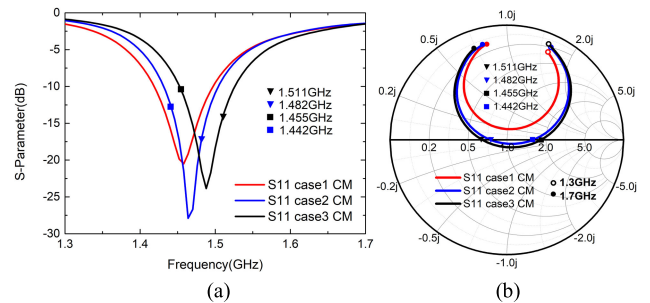 (a)
0
-5
-10
-15
-20
-25
-30
S-Parameter(dB)
1.3
1.4
1.5
1.6
1.7
Frequency(GHz)
1.511GHz
1.482GHz
1.455GHz
1.442GHz
S11 case1 CM
S11 case2 CM
S11 case3 CM
(a)
(b)
1.0j
0.5j
2.0j
0.2j
5.0j
1.511GHz
1.482GHz
1.455GHz
1.442GHz
0.2
0.5
1.0
2.0
5.0
-0.2j
-5.0j
S11 case1 CM
S11 case2 CM
S11 case3 CM
1.3GHz
1.7GHz
-0.5j
-2.0j
-1.0j
(b)